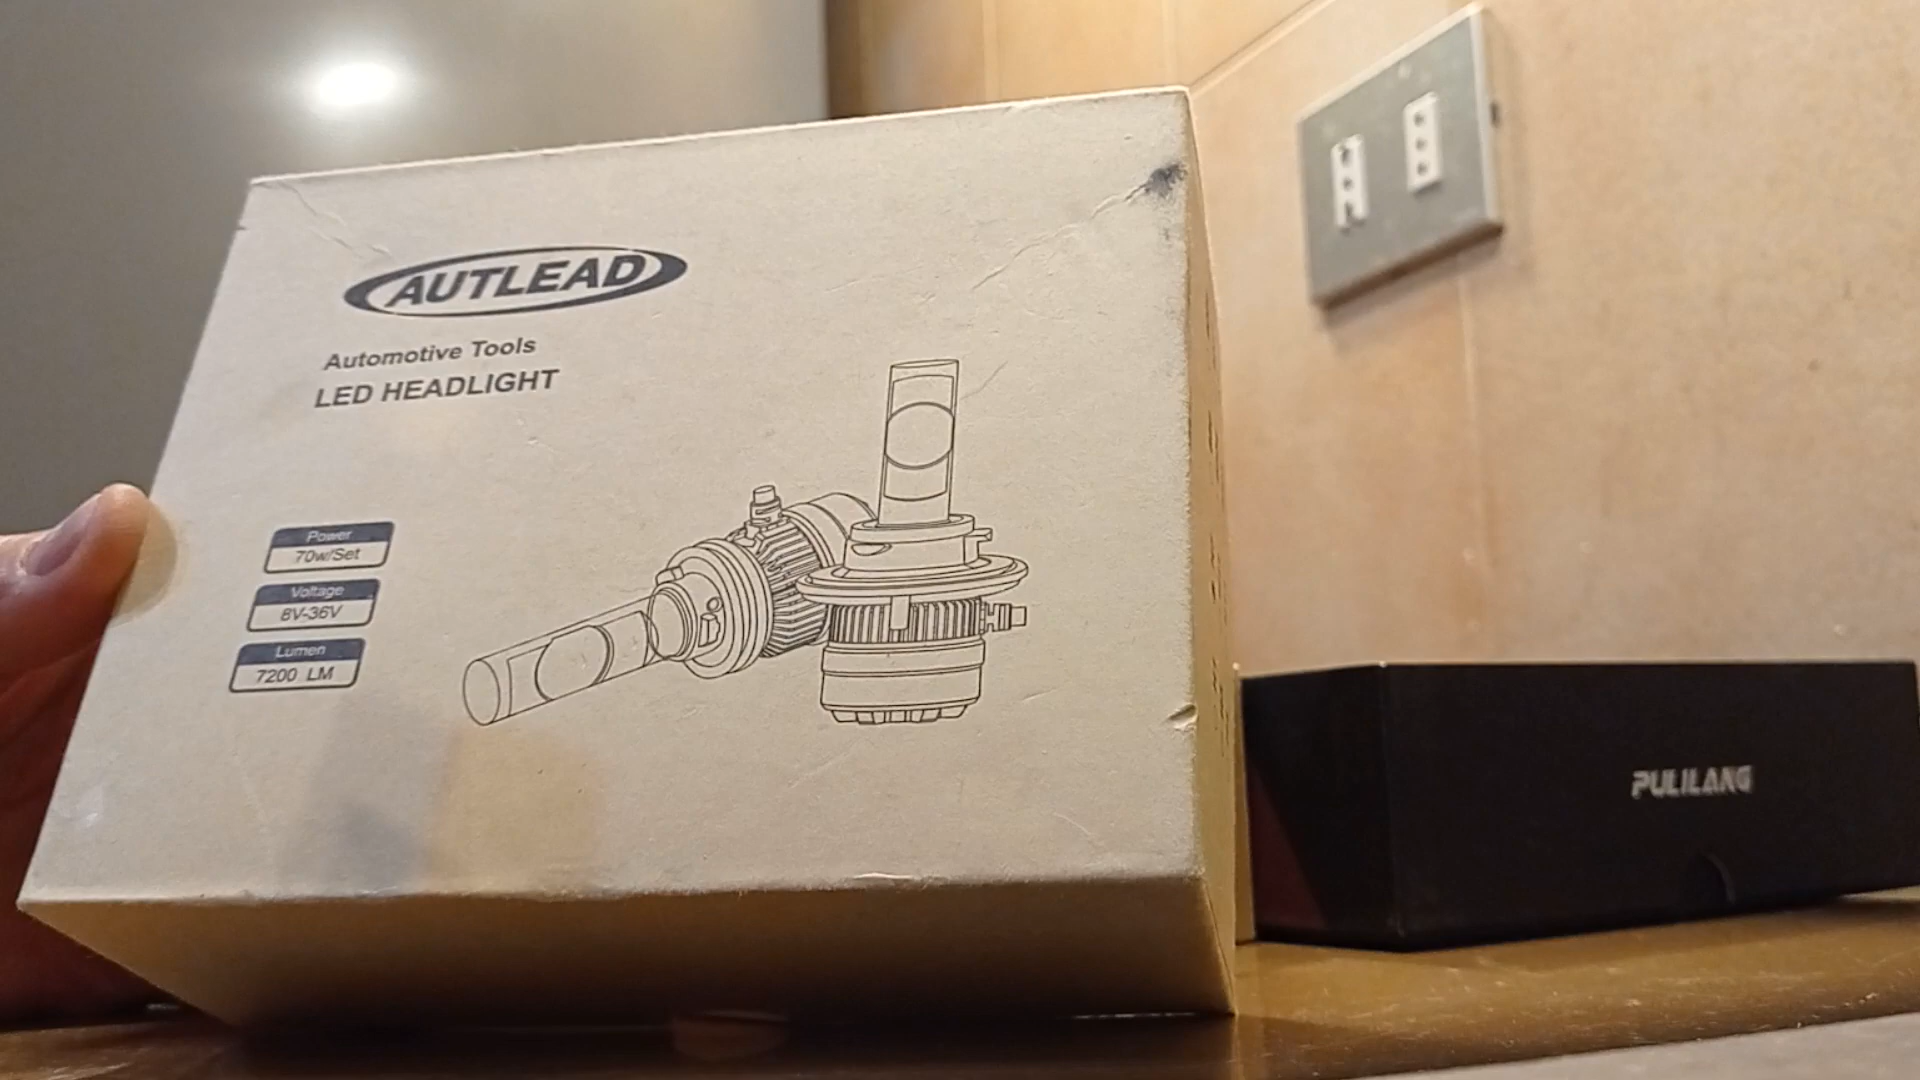 AUTLEAD
Automotive Tools
LED HEADLIGHT
Power
70w/Set
Voltage
8V-36V
Lumen
7200 LM
PULILANG